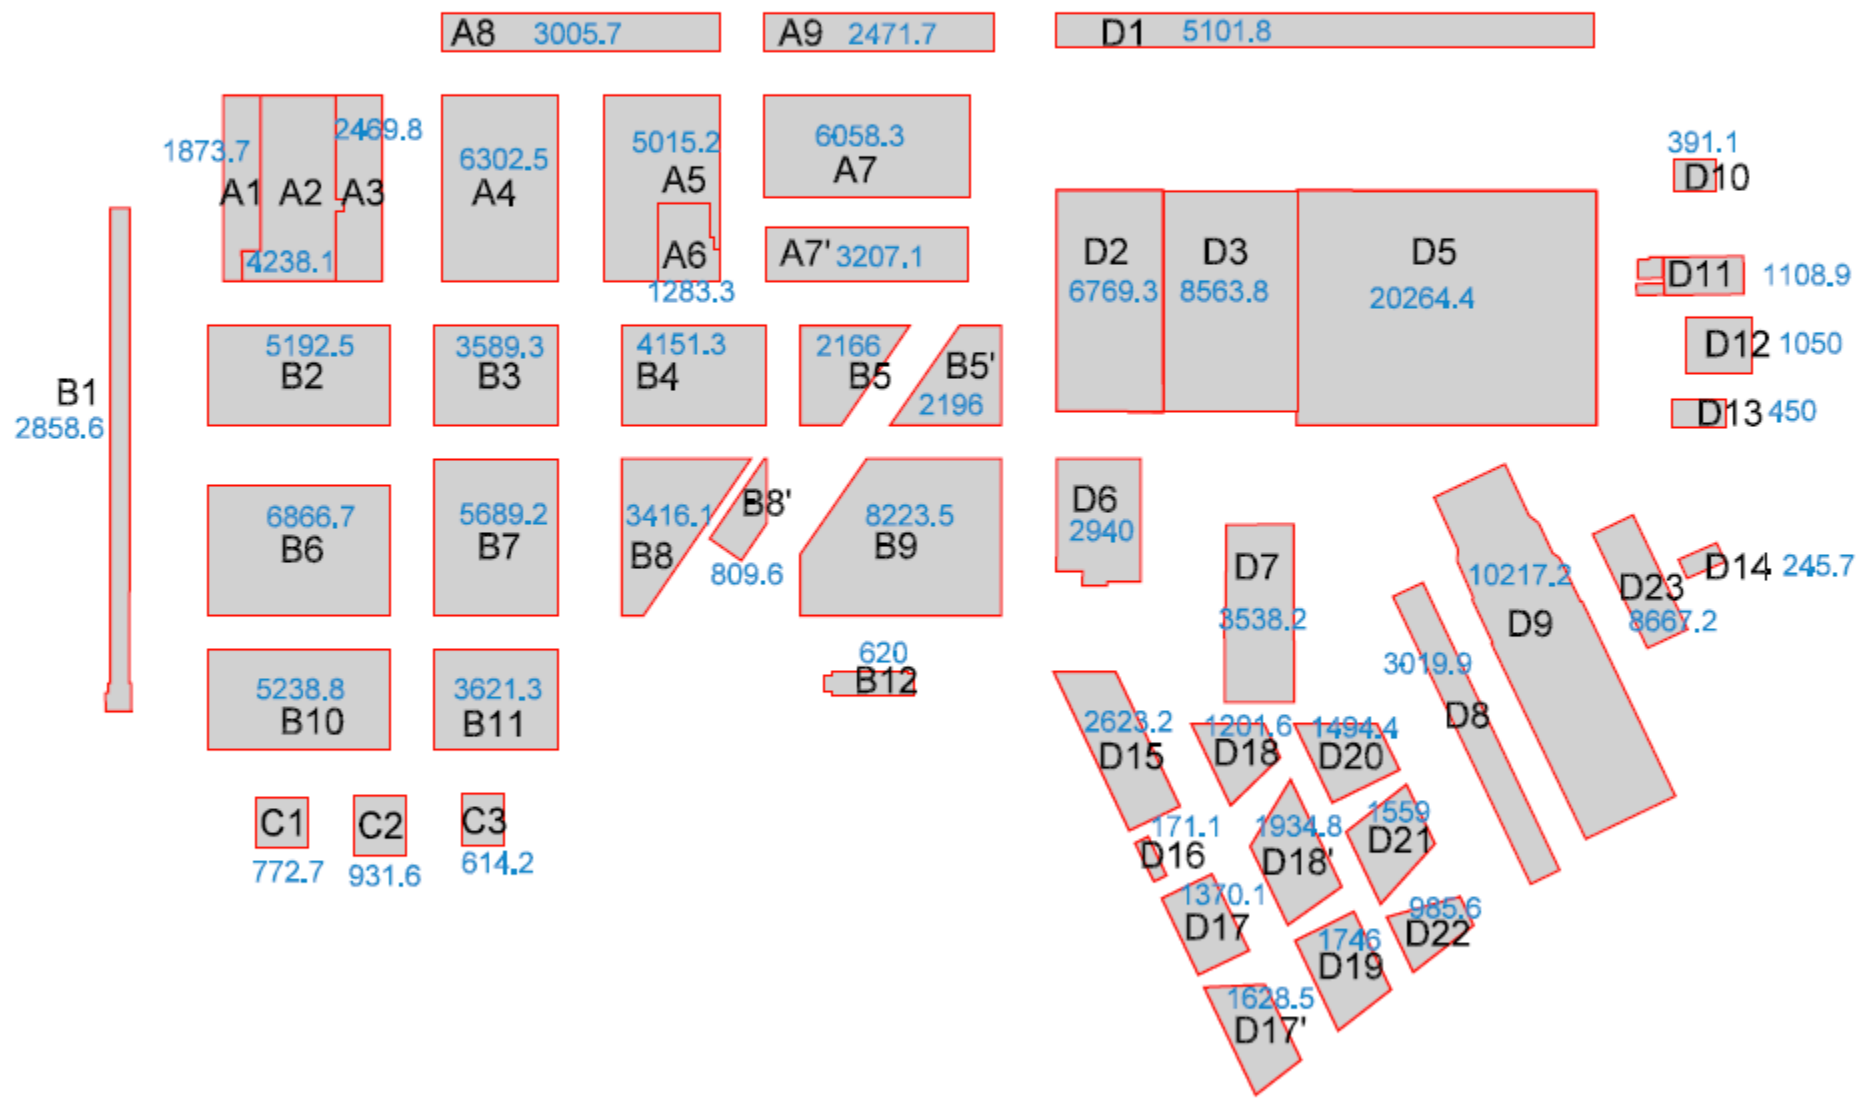 A8 3005.7
A9 2471.7
D1 5101.8
1873.7
A1
A2
4238.1
2469.8
A3
6302.5
A4
5015.2
A5
A6
1283.3
6058.3
A7
A7' 3207.1
D2
6769.3
D3
8563.8
D5
20264.4
391.1
D10
D11 1108.9
D12 1050
D13 450
B1
2858.6
5192.5
B2
3589.3
B3
4151.3
B4
2166
B5
B5'
2196
6866.7
B6
5689.2
B7
3416.1
B8
B8'
809.6
8223.5
B9
D6
2940
D7
3538.2
10217.2
D9
D23
8667.2
D14 245.7
3019.9
D8
5238.8
B10
3621.3
B11
620
B12
2623.2
D15
1201.6
D18
1494.4
D20
C1
772.7
C2
931.6
C3
614.2
171.1
D16
1934.8
D18'
1559
D21
1370.1
D17
1746
D19
985.6
D22
1628.5
D17'